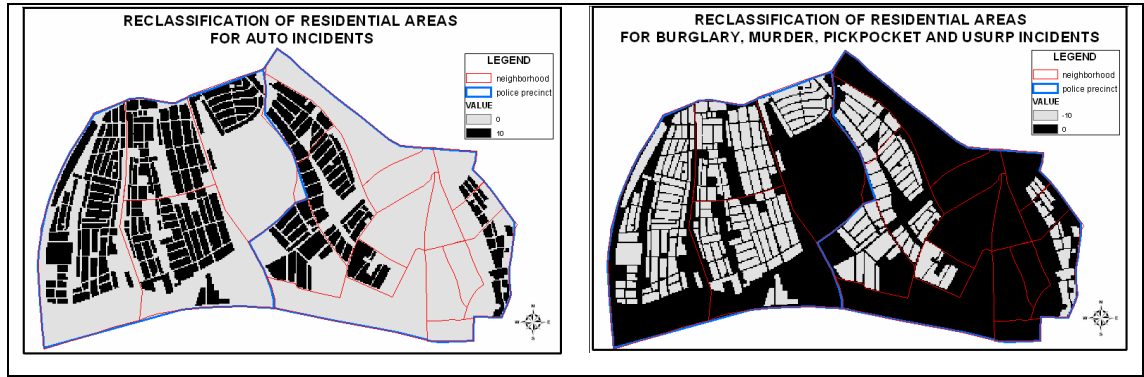 RECLASSIFICATION OF RESIDENTIAL AREAS
FOR AUTO INCIDENTS
LEGEND
neighborhood
police precinct
VALUE
0
10
N
W E
S
RECLASSIFICATION OF RESIDENTIAL AREAS
FOR BURGLARY, MURDER, PICKPOCKET AND USURP INCIDENTS
LEGEND
neighborhood
police precinct
VALUE
-10
0
N
W E
S